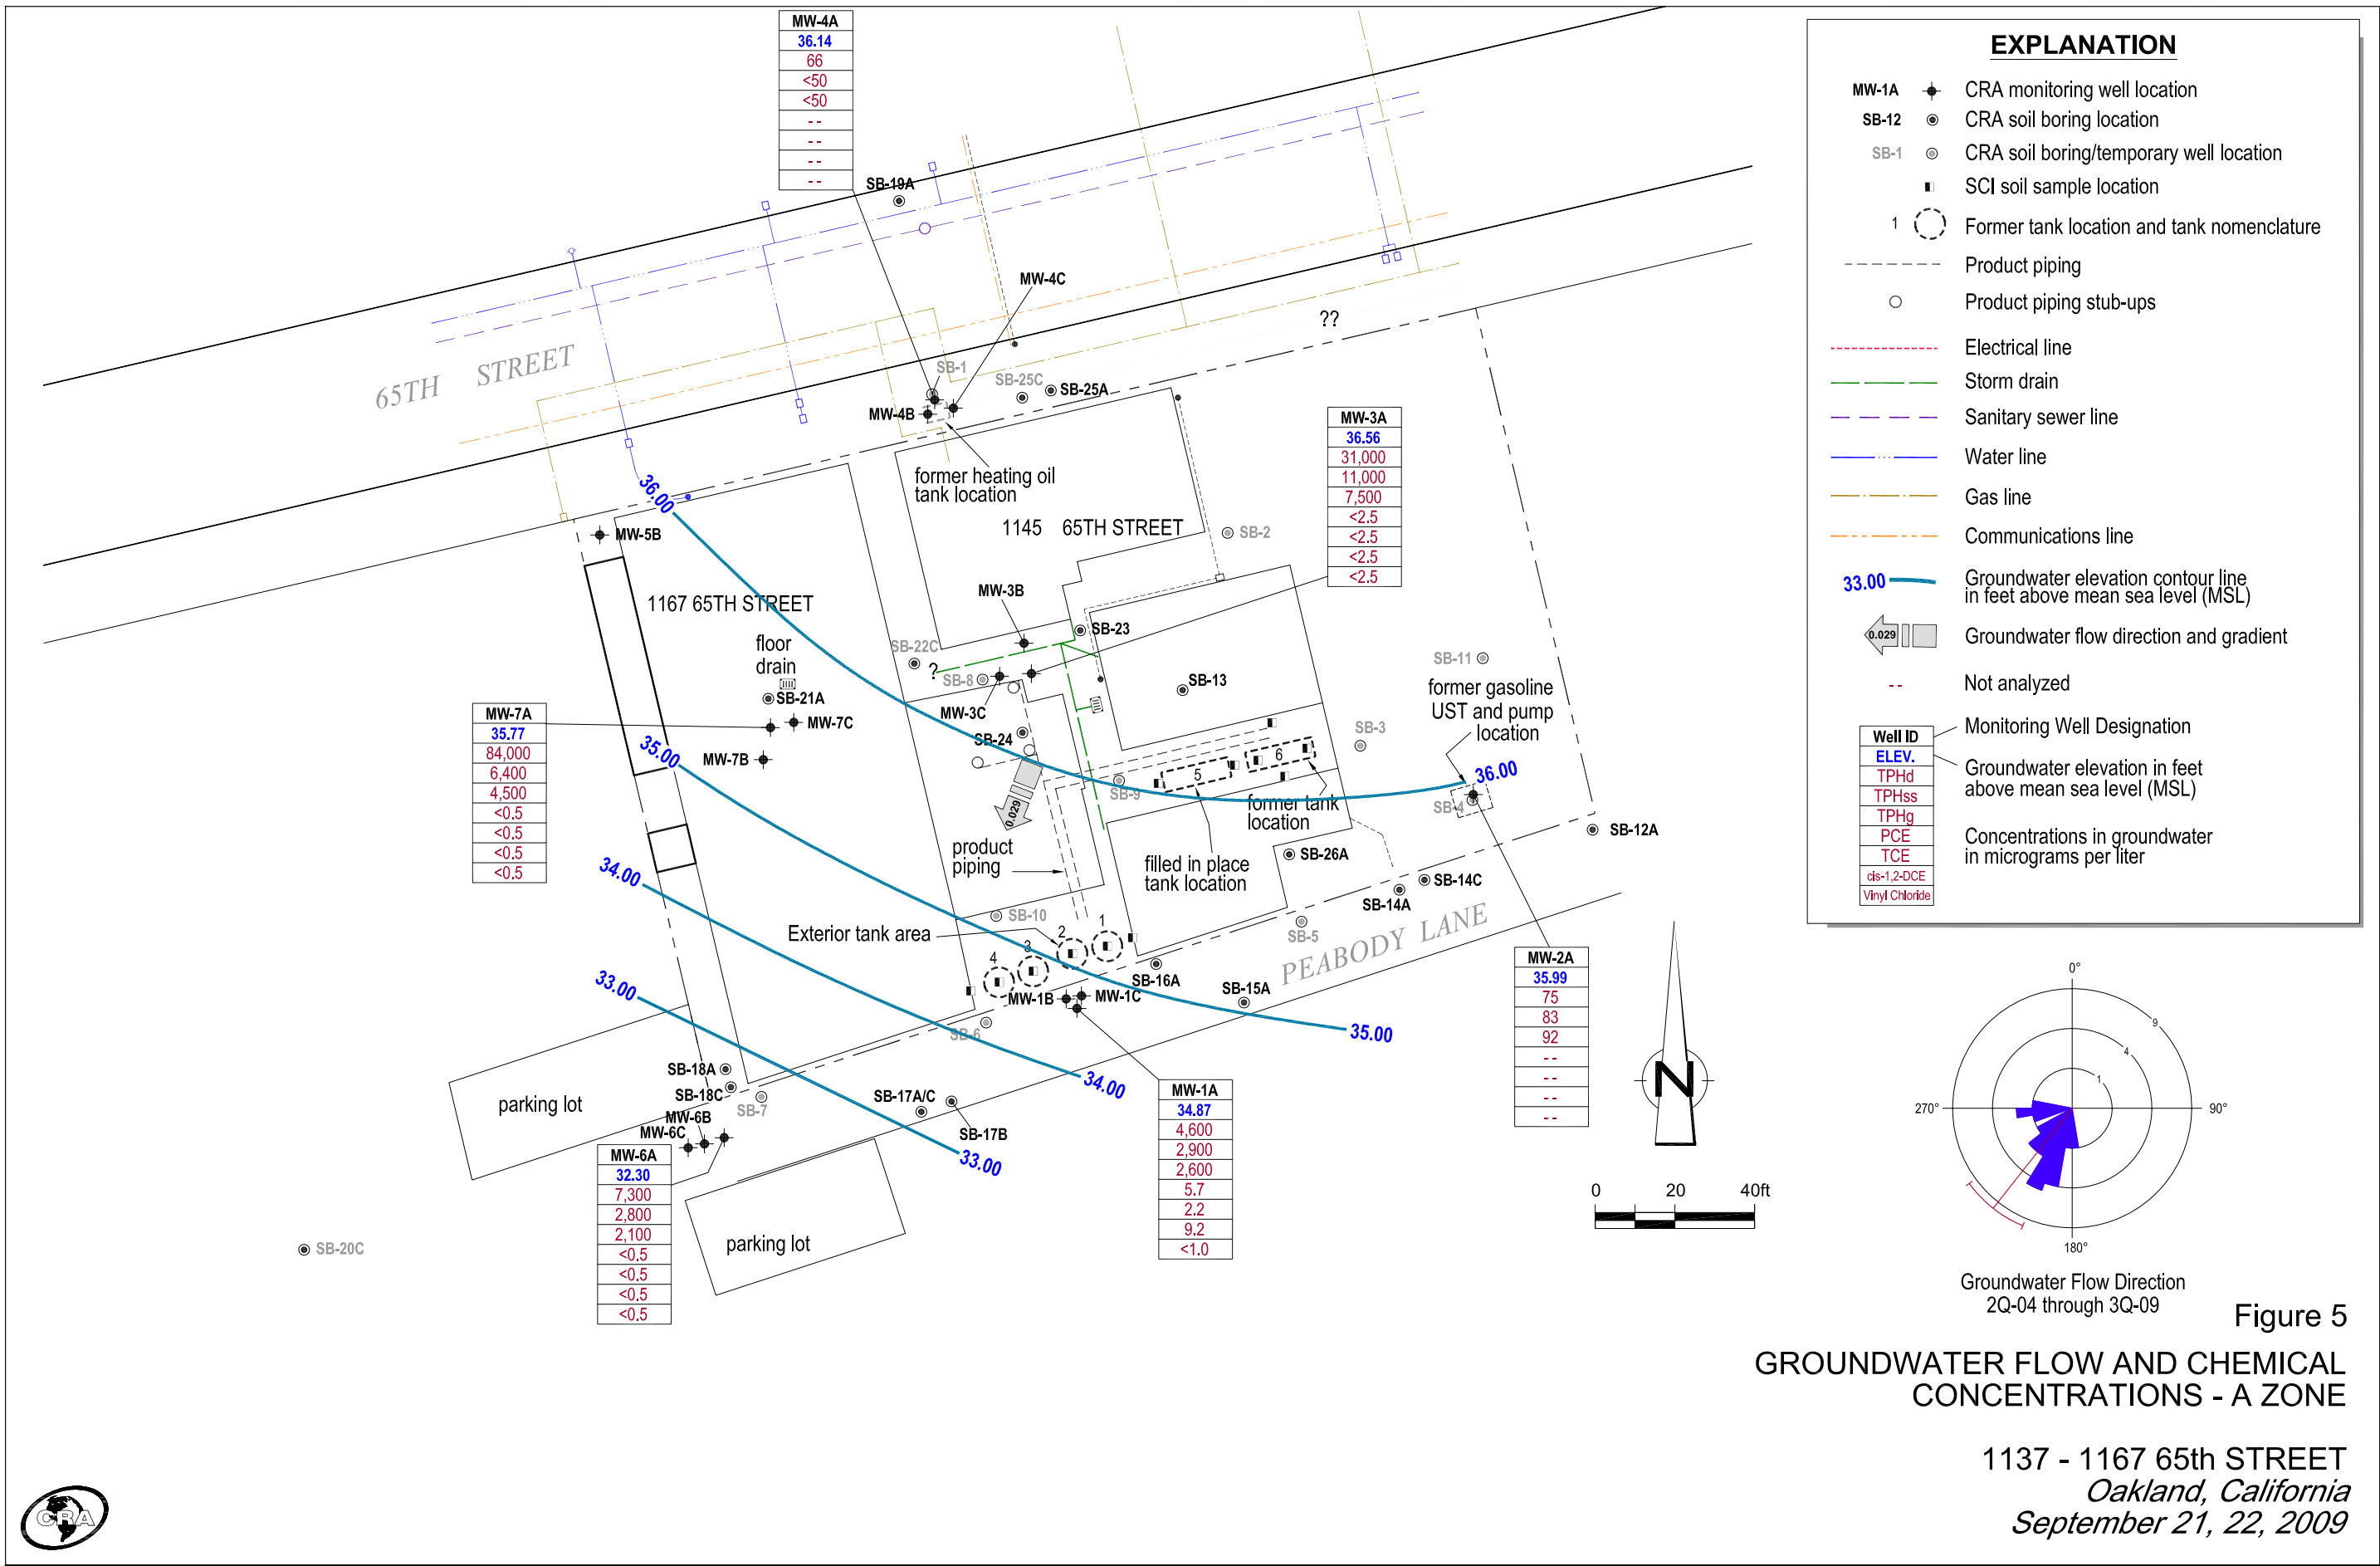 MW-4A
36.14
66
<50
<50
--
--
--
--
SB-19A
MW-4C
??
65TH STREET
SB-1
SB-25C
SB-25A
MW-4B
former heating oil
tank location
36.00
MW-5B
1145 65TH STREET
SB-2
MW-3A
36.56
31,000
11,000
7,500
<2.5
<2.5
<2.5
<2.5
1167 65TH STREET
MW-3B
SB-23
floor
drain
SB-22C
?
SB-8
SB-21A
MW-7C
MW-3C
SB-13
SB-11
former gasoline
UST and pump
location
MW-7A
35.77
84,000
6,400
4,500
<0.5
<0.5
<0.5
<0.5
35.00
MW-7B
SB-24
SB-3
6
5
36.00
SB-9
SB-4
0.029
former tank
location
SB-12A
product
piping
filled in place
tank location
SB-26A
34.00
SB-14C
SB-14A
SB-10
Exterior tank area
1
2
3
4
SB-5
PEABODY LANE
33.00
MW-1B
MW-1C
SB-16A
SB-15A
SB-6
35.00
MW-2A
35.99
75
83
92
--
--
--
--
SB-18A
SB-18C
SB-7
MW-6B
MW-6C
parking lot
SB-17A/C
SB-17B
34.00
33.00
MW-1A
34.87
4,600
2,900
2,600
5.7
2.2
9.2
<1.0
MW-6A
32.30
7,300
2,800
2,100
<0.5
<0.5
<0.5
<0.5
parking lot
SB-20C
N
0 20 40ft
EXPLANATION
MW-1A CRA monitoring well location
SB-12 CRA soil boring location
SB-1 CRA soil boring/temporary well location
SCI soil sample location
1 Former tank location and tank nomenclature
Product piping
Product piping stub-ups
Electrical line
Storm drain
Sanitary sewer line
Water line
Gas line
Communications line
33.00 Groundwater elevation contour line
in feet above mean sea level (MSL)
0.029 Groundwater flow direction and gradient
-- Not analyzed
Monitoring Well Designation
Well ID
ELEV.
Groundwater elevation in feet
above mean sea level (MSL)
TPHd
TPHss
TPHg
PCE
TCE
cis-1,2-DCE
Vinyl Chloride
Concentrations in groundwater
in micrograms per liter
0°
9
4
1
270°
90°
180°
Groundwater Flow Direction
2Q-04 through 3Q-09
Figure 5
GROUNDWATER FLOW AND CHEMICAL
CONCENTRATIONS - A ZONE
1137 - 1167 65th STREET
Oakland, California
September 21, 22, 2009
CRA